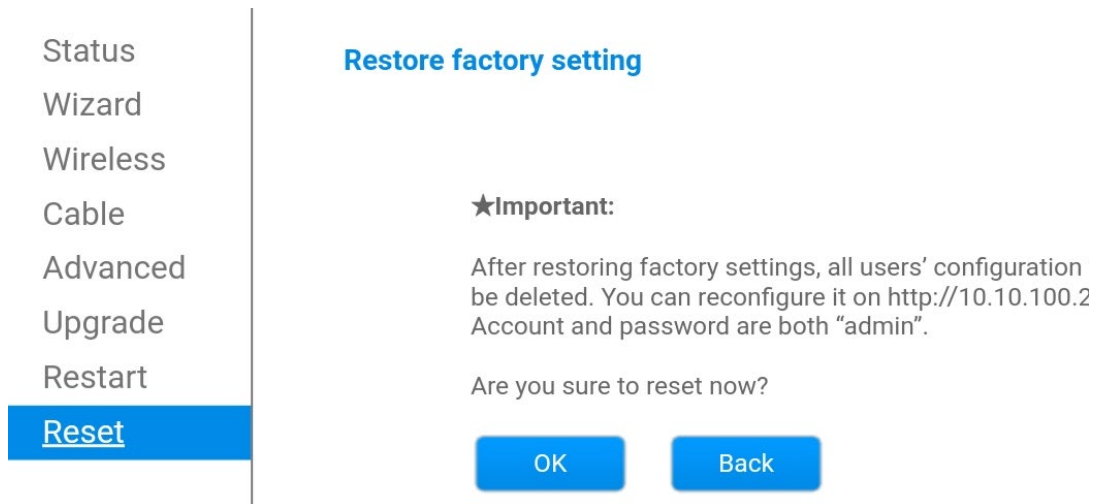 Status
Wizard
Wireless
Cable
Advanced
Upgrade
Restart
Reset
Restore factory setting
★Important:
After restoring factory settings, all users’ configuration
be deleted. You can reconfigure it on http://10.10.100.2
Account and password are both “admin”.
Are you sure to reset now?
OK
Back